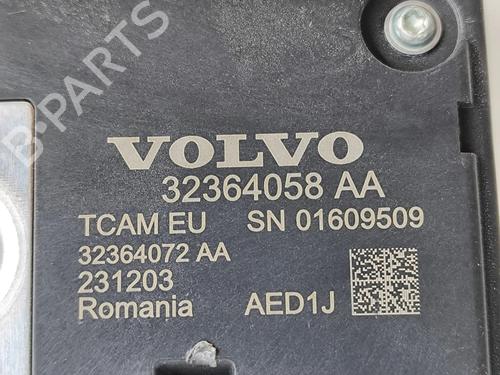 B-PARTS
VOLVO
32364058 AA
TCAM EU SN 01609509
32364072 AA
231203
Romania AED1J